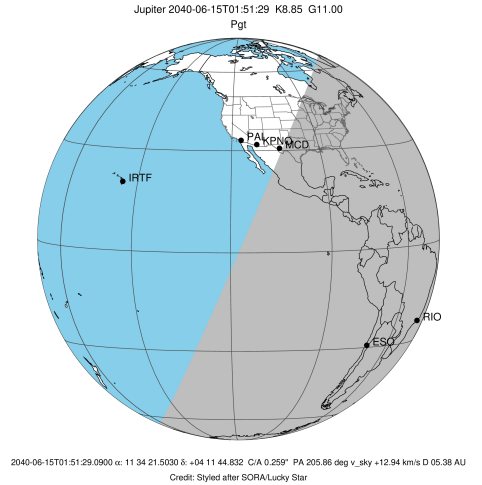 Jupiter 2040-06-15T01:51:29 K8.85 G11.00
Pgt
PAL
KPNO
MCD
IRTF
RIO
ESO
2040-06-15T01:51:29.0900 α: 11 34 21.5030 δ: +04 11 44.832 C/A 0.259" PA 205.86 deg v_sky +12.94 km/s D 05.38 AU
Credit: Styled after SORA/Lucky Star